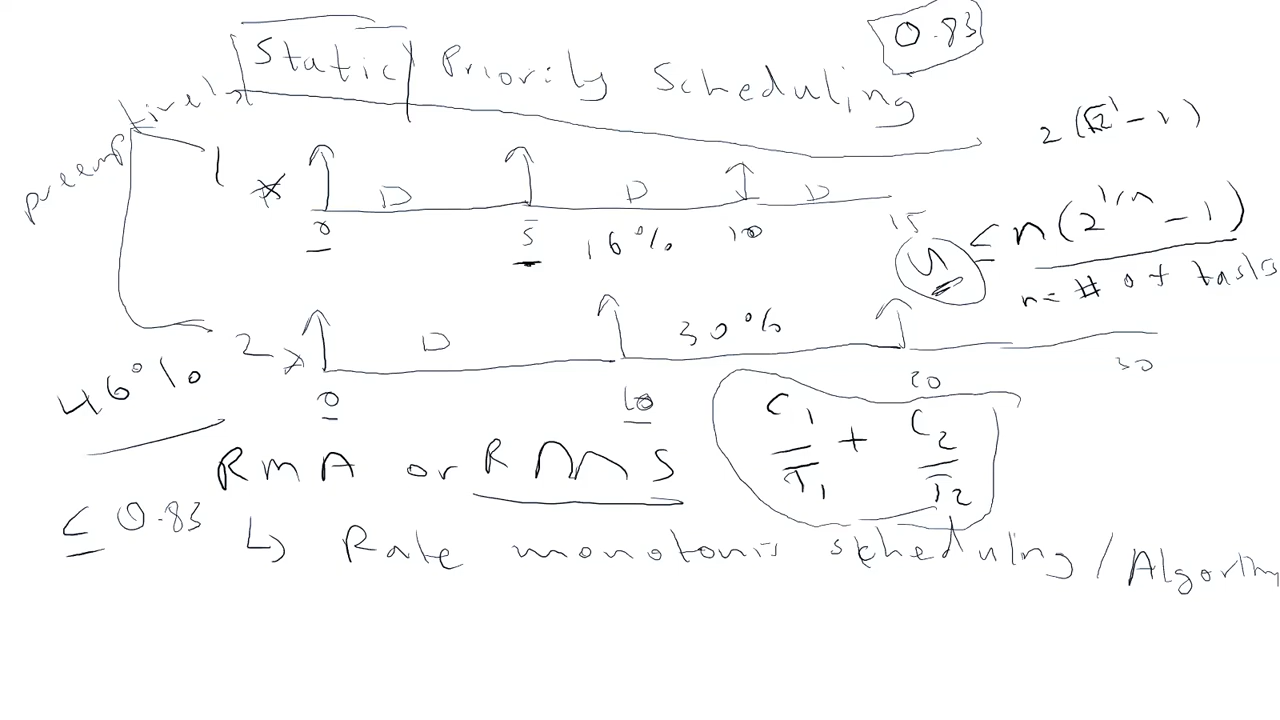 0.83
Static Priority Scheduling
preemptively
2(√2 - 1)
1 D D D
0 5 16% 10 15
U ≤ n(2^1/n - 1)
n = # of tasks
2 D 30%
0 10 20 30
46%
C1/T1 + C2/T2
RMA or RMS
≤ 0.83
↳ Rate monotonis scheduling / Algorithm